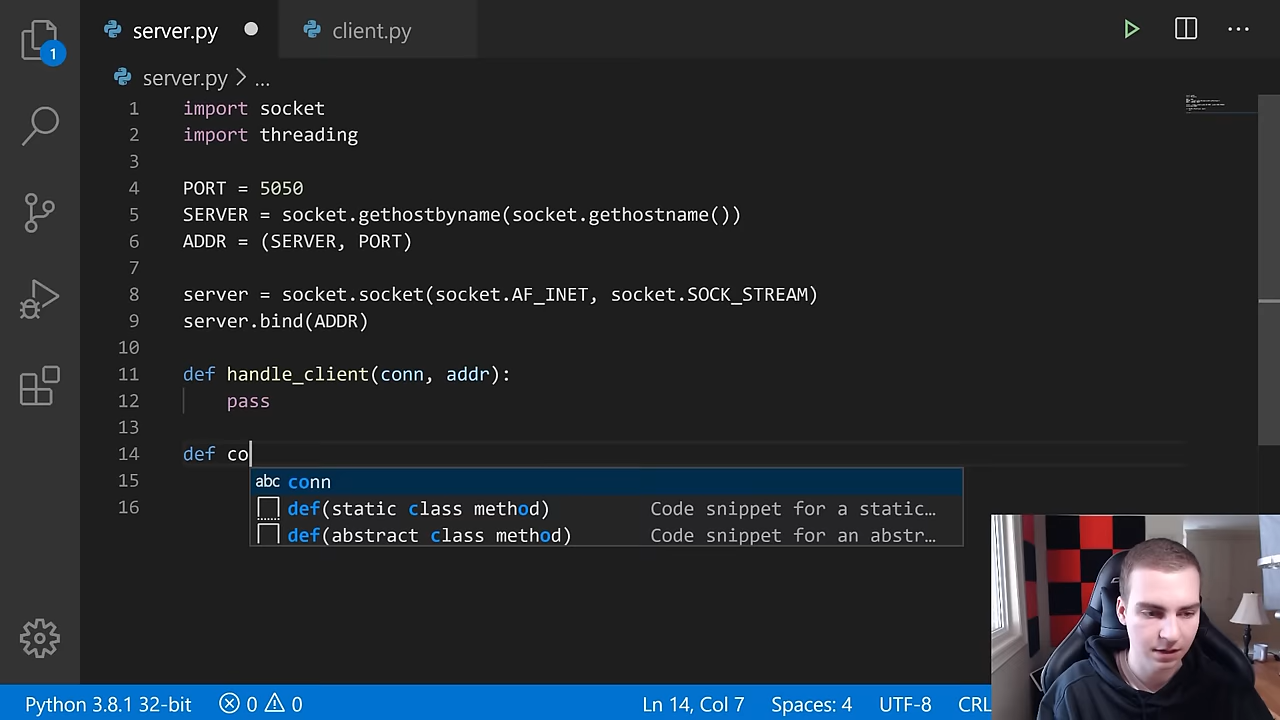 server.py
client.py
server.py > ...
1 import socket
2 import threading
3
4 PORT = 5050
5 SERVER = socket.gethostbyname(socket.gethostname())
6 ADDR = (SERVER, PORT)
7
8 server = socket.socket(socket.AF_INET, socket.SOCK_STREAM)
9 server.bind(ADDR)
10
11 def handle_client(conn, addr):
12 pass
13
14 def co
15
16
abc conn
def(static class method) Code snippet for a static…
def(abstract class method) Code snippet for an abstr…
1
Python 3.8.1 32-bit 0 0 Ln 14, Col 7 Spaces: 4 UTF-8 CRL